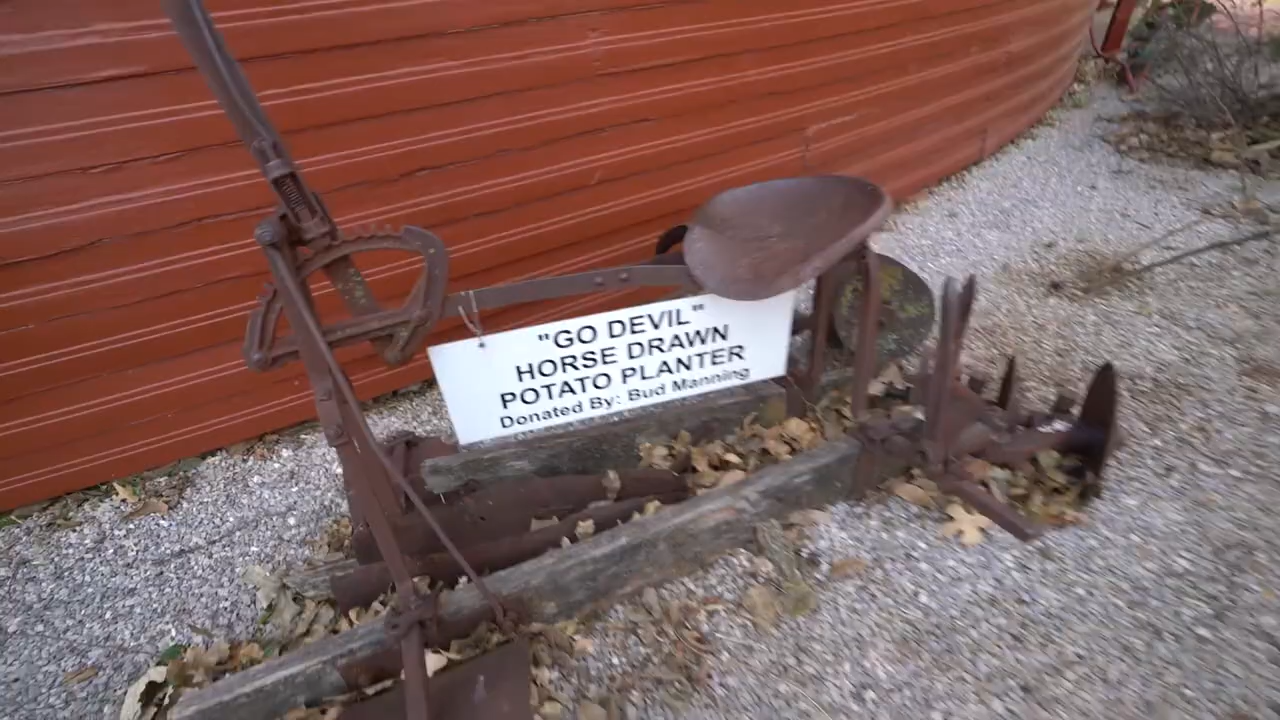 "GO DEVIL"
HORSE DRAWN
POTATO PLANTER
Donated By: Bud Manning